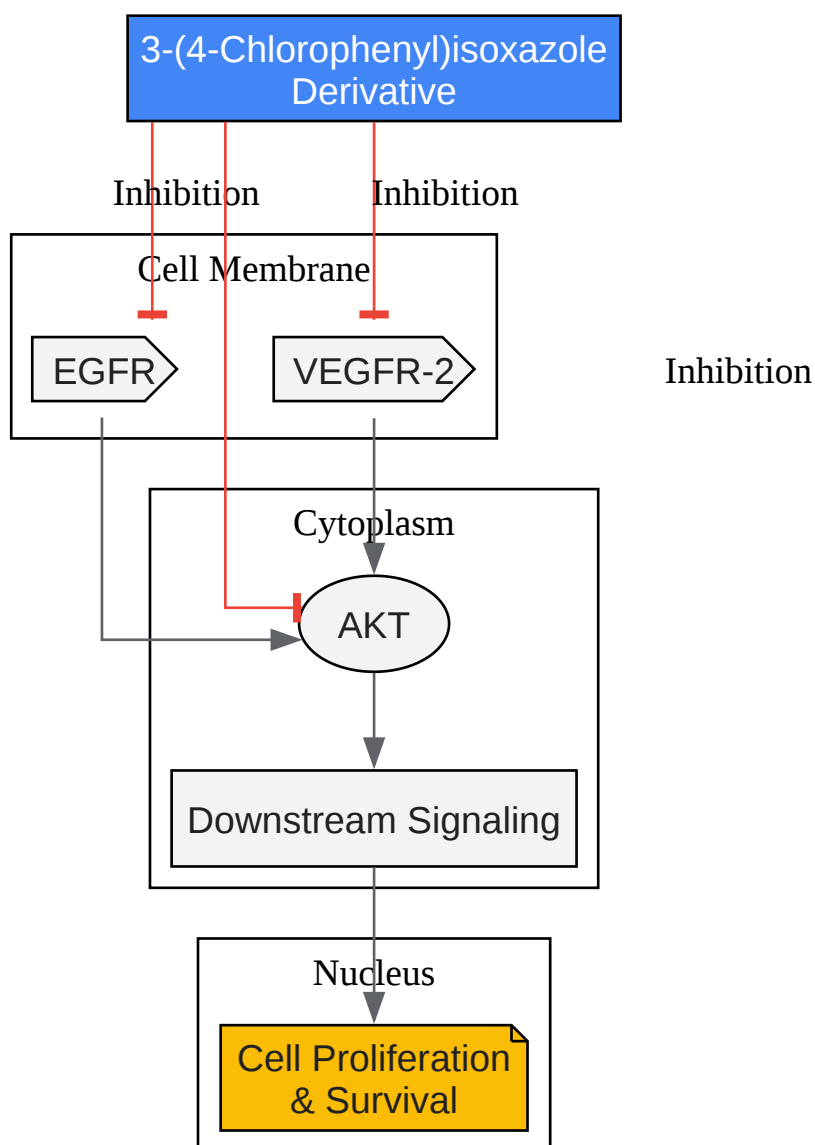 3-(4-Chlorophenyl)isoxazole
Derivative
Inhibition
Inhibition
Cell Membrane
EGFR
VEGFR-2
Inhibition
Cytoplasm
AKT
Downstream Signaling
Nucleus
Cell Proliferation
& Survival